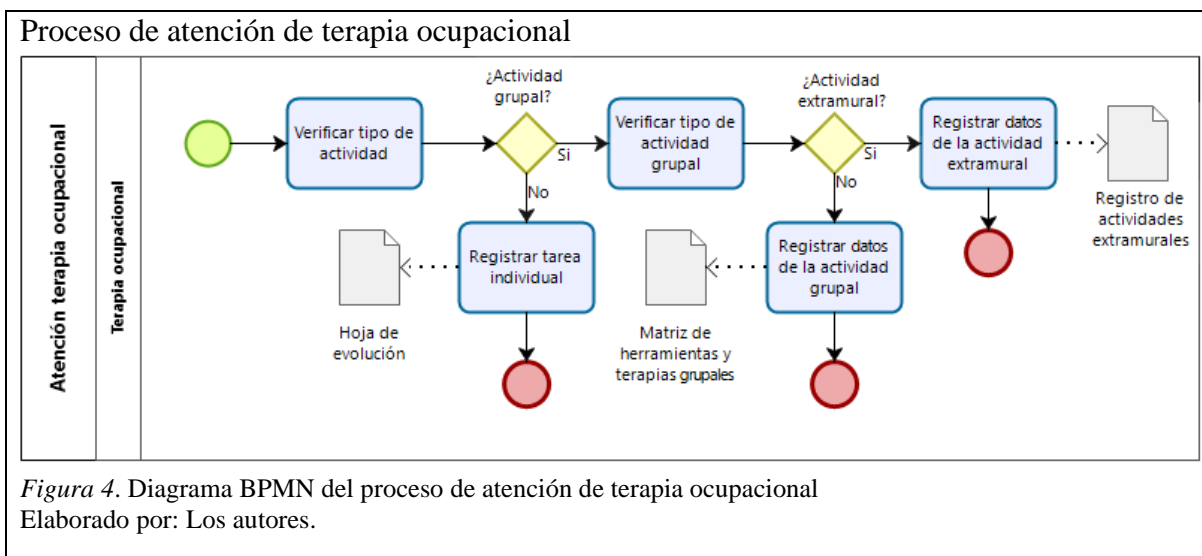 Proceso de atención de terapia ocupacional
Atención terapia ocupacional
Terapia ocupacional
Verificar tipo de
actividad
¿Actividad
grupal?
Si
No
Verificar tipo de
actividad
grupal
¿Actividad
extramural?
Si
No
Registrar datos
de la actividad
extramural
Registro de
actividades
extramurales
Registrar tarea
individual
Hoja de
evolución
Registrar datos
de la actividad
grupal
Matriz de
herramientas y
terapias grupales
Figura 4. Diagrama BPMN del proceso de atención de terapia ocupacional
Elaborado por: Los autores.